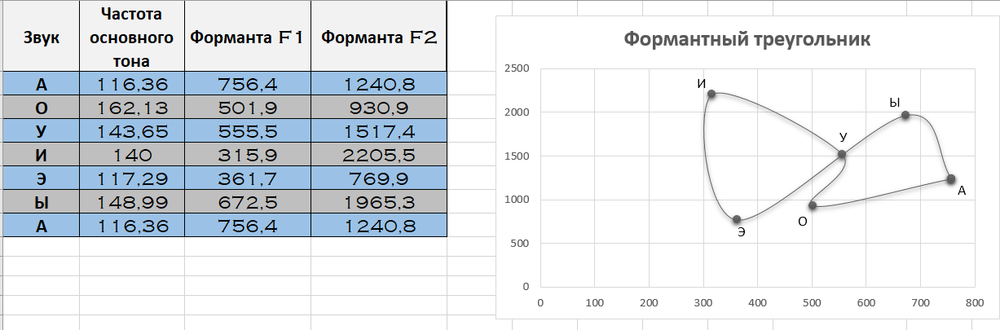 Звук Частота основного тона Форманта F1 Форманта F2
А 116,36 756,4 1240,8
О 162,13 501,9 930,9
У 143,65 555,5 1517,4
И 140 315,9 2205,5
Э 117,29 361,7 769,9
Ы 148,99 672,5 1965,3
А 116,36 756,4 1240,8
Формантный треугольник
2500
2000
1500
1000
500
0
0 100 200 300 400 500 600 700 800
И
Ы
У
А
О
Э